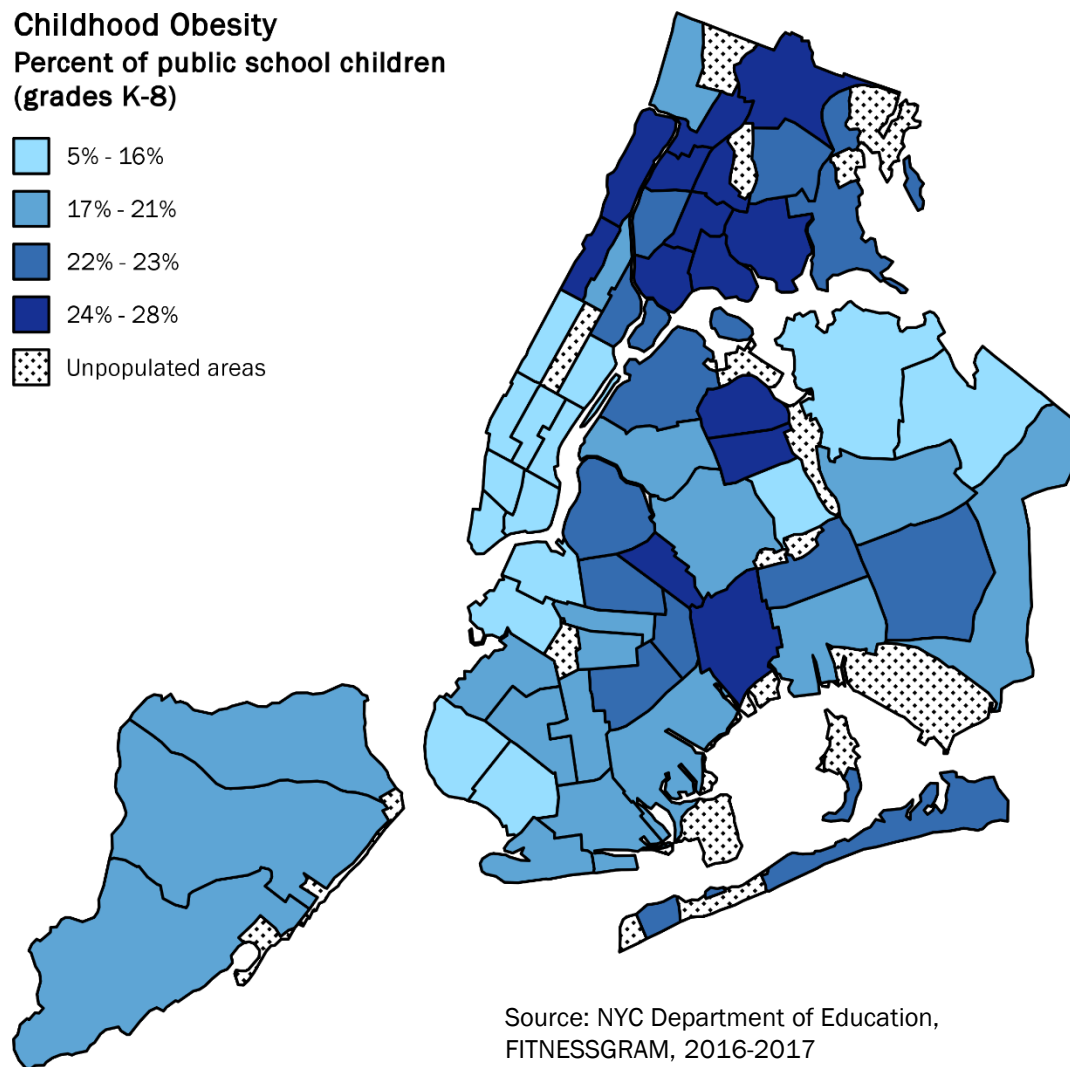 Childhood Obesity
Percent of public school children
(grades K-8)
5% - 16%
17% - 21%
22% - 23%
24% - 28%
Unpopulated areas
Source: NYC Department of Education,
FITNESSGRAM, 2016-2017